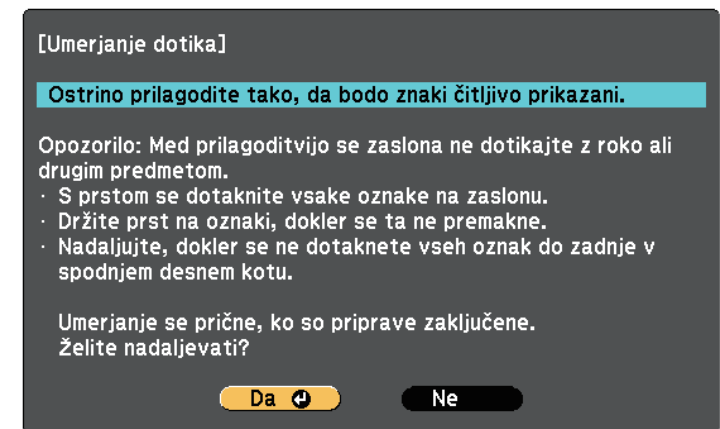 [Umerjanje dotika]
Ostrino prilagodite tako, da bodo znaki čitljivo prikazani.
Opozorilo: Med prilagoditvijo se zaslona ne dotikajte z roko ali
drugim predmetom.
· S prstom se dotaknite vsake oznake na zaslonu.
· Držite prst na oznaki, dokler se ta ne premakne.
· Nadaljujte, dokler se ne dotaknete vseh oznak do zadnje v
spodnjem desnem kotu.
Umerjanje se prične, ko so priprave zaključene.
Želite nadaljevati?
Da Ne